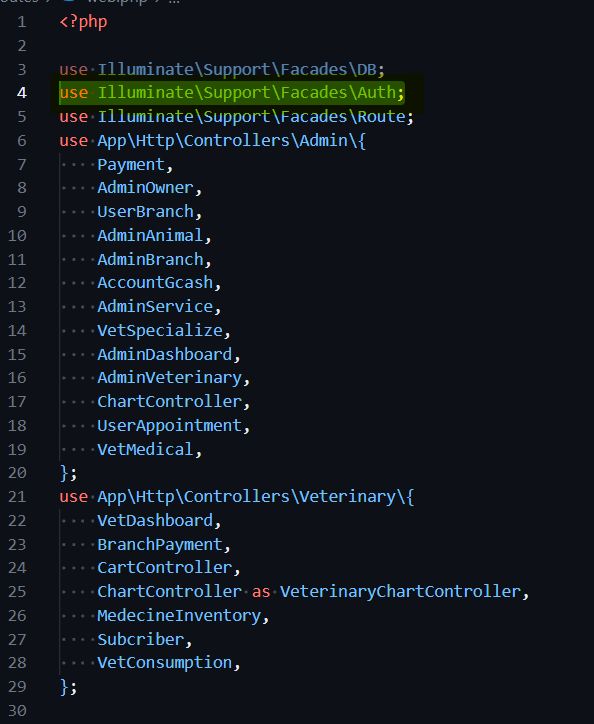 1 <?php
2
3 use Illuminate\Support\Facades\DB;
4 use Illuminate\Support\Facades\Auth;
5 use Illuminate\Support\Facades\Route;
6 use App\Http\Controllers\Admin\{
7 ····Payment,
8 ····AdminOwner,
9 ····UserBranch,
10 ····AdminAnimal,
11 ····AdminBranch,
12 ····AccountGcash,
13 ····AdminService,
14 ····VetSpecialize,
15 ····AdminDashboard,
16 ····AdminVeterinary,
17 ····ChartController,
18 ····UserAppointment,
19 ····VetMedical,
20 };
21 use App\Http\Controllers\Veterinary\{
22 ····VetDashboard,
23 ····BranchPayment,
24 ····CartController,
25 ····ChartController as VeterinaryChartController,
26 ····MedecineInventory,
27 ····Subcriber,
28 ····VetConsumption,
29 };
30